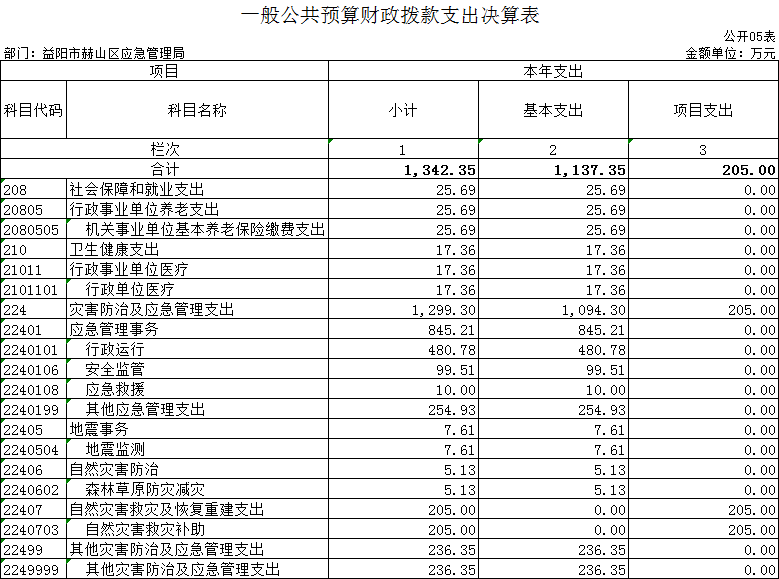 一般公共预算财政拨款支出决算表
公开05表
部门：益阳市赫山区应急管理局 金额单位：万元
项目 本年支出
科目代码 科目名称 小计 基本支出 项目支出
栏次 1 2 3
合计 1,342.35 1,137.35 205.00
208 社会保障和就业支出 25.69 25.69 0.00
20805 行政事业单位养老支出 25.69 25.69 0.00
2080505 机关事业单位基本养老保险缴费支出 25.69 25.69 0.00
210 卫生健康支出 17.36 17.36 0.00
21011 行政事业单位医疗 17.36 17.36 0.00
2101101 行政单位医疗 17.36 17.36 0.00
224 灾害防治及应急管理支出 1,299.30 1,094.30 205.00
22401 应急管理事务 845.21 845.21 0.00
2240101 行政运行 480.78 480.78 0.00
2240106 安全监管 99.51 99.51 0.00
2240108 应急救援 10.00 10.00 0.00
2240199 其他应急管理支出 254.93 254.93 0.00
22405 地震事务 7.61 7.61 0.00
2240504 地震监测 7.61 7.61 0.00
22406 自然灾害防治 5.13 5.13 0.00
2240602 森林草原防灾减灾 5.13 5.13 0.00
22407 自然灾害救灾及恢复重建支出 205.00 0.00 205.00
2240703 自然灾害救灾补助 205.00 0.00 205.00
22499 其他灾害防治及应急管理支出 236.35 236.35 0.00
2249999 其他灾害防治及应急管理支出 236.35 236.35 0.00